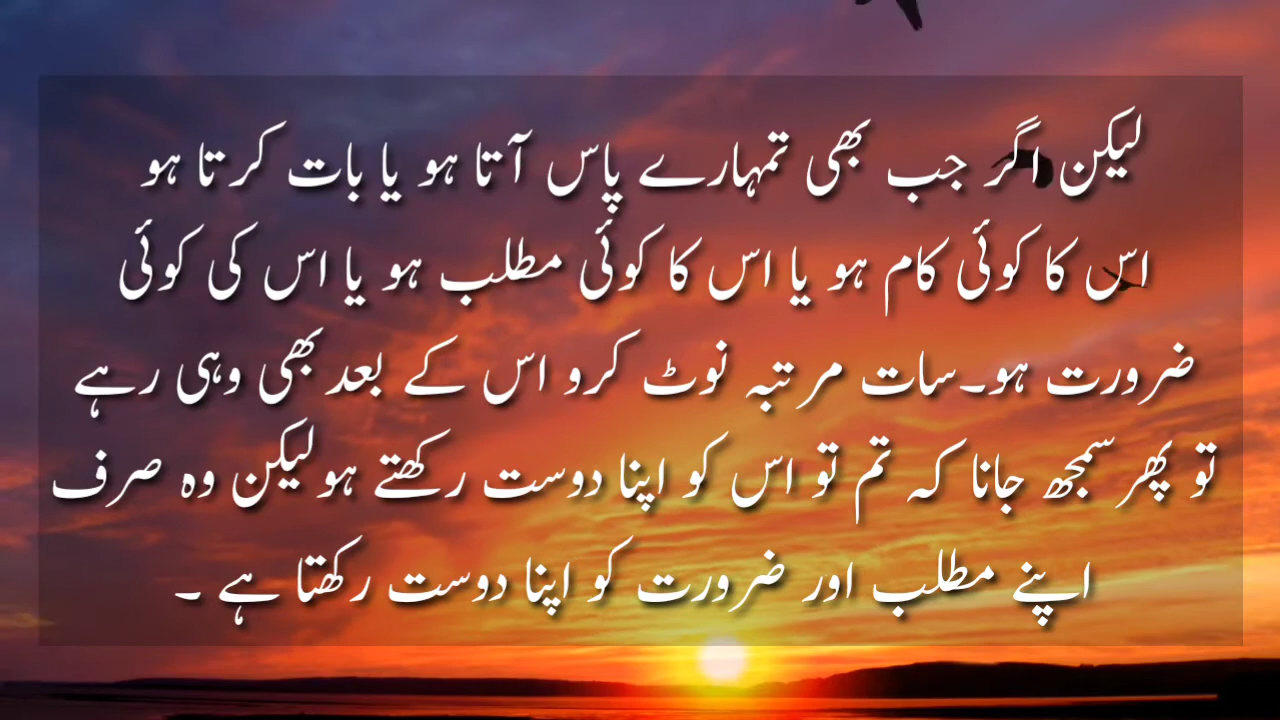 لیکن اگر جب بھی تمہارے پاس آتا ہو یا بات کرتا ہو
اس کا کوئی کام ہو یا اس کا کوئی مطلب ہو یا اس کی کوئی
ضرورت ہو۔سات مرتبہ نوٹ کرو اس کے بعد بھی وہی رہے
تو پھر سمجھ جانا کہ تم تو اس کو اپنا دوست رکھتے ہو لیکن وہ صرف
اپنے مطلب اور ضرورت کو اپنا دوست رکھتا ہے ۔